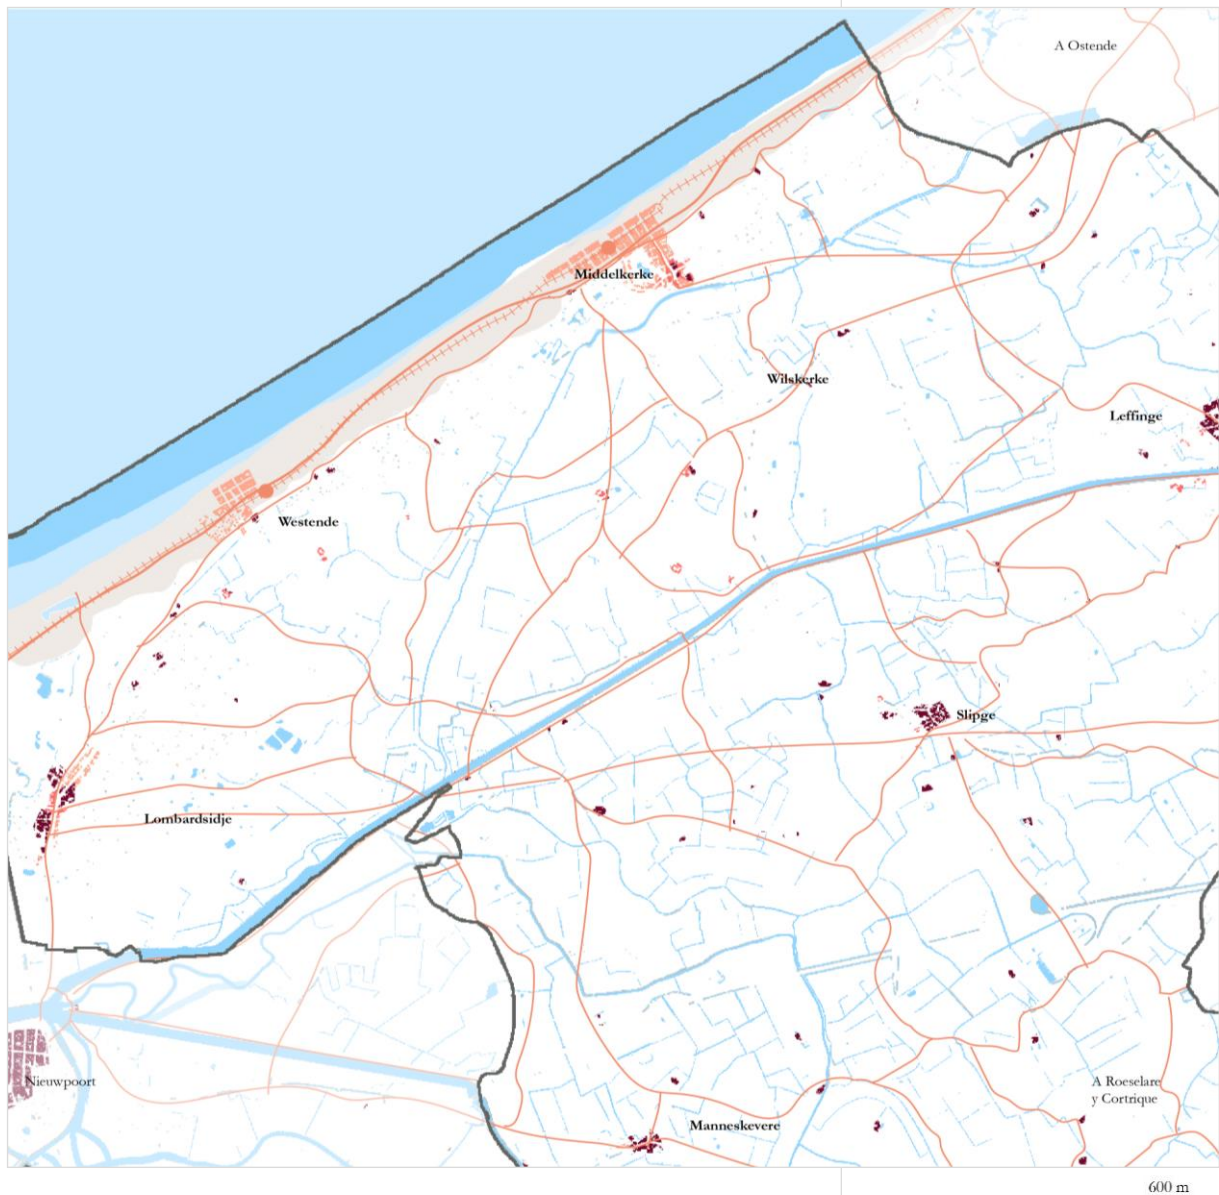 A Ostende
Middelkerke
Wilskerke
Leffinge
Westende
Slipge
Lombardsidje
Nieuwpoort
A Roeselare
y Cortrique
Manneskevere
600 m